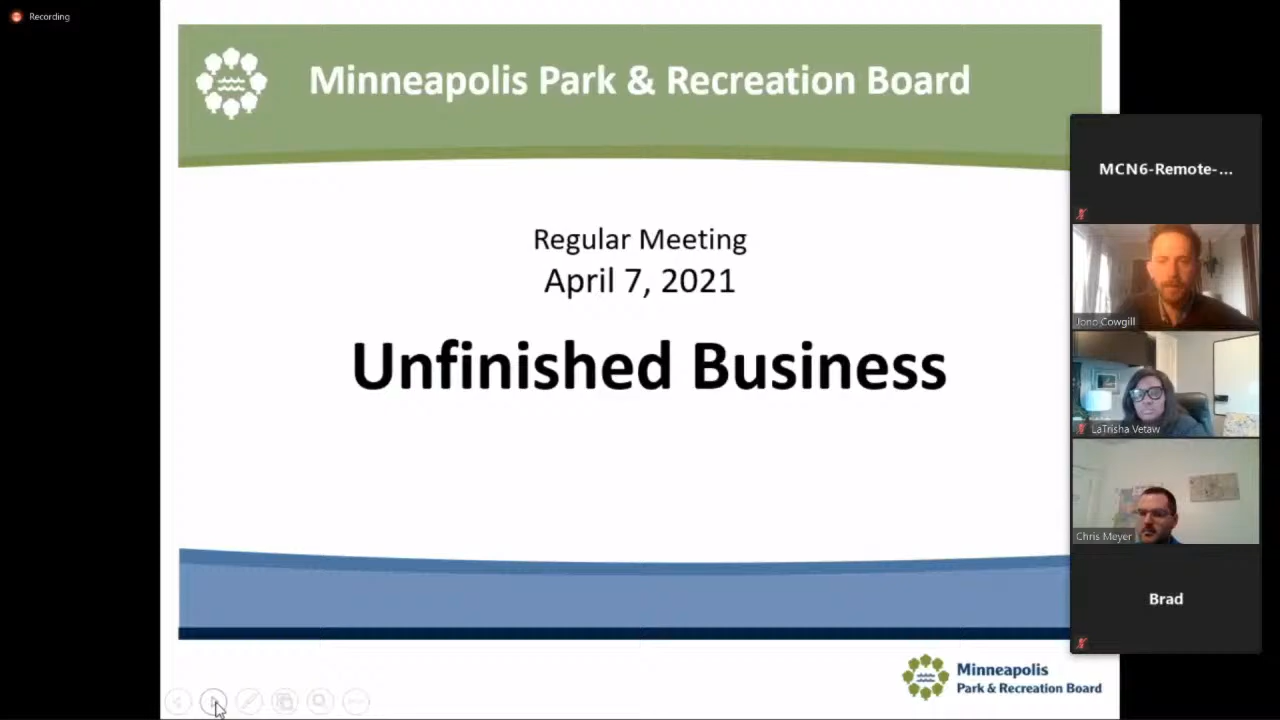 Recording
Minneapolis Park & Recreation Board
Regular Meeting
April 7, 2021
Unfinished Business
MCN6-Remote-...
Jono Cowgill
LaTrisha Vetaw
Chris Meyer
Brad
Minneapolis
Park & Recreation Board